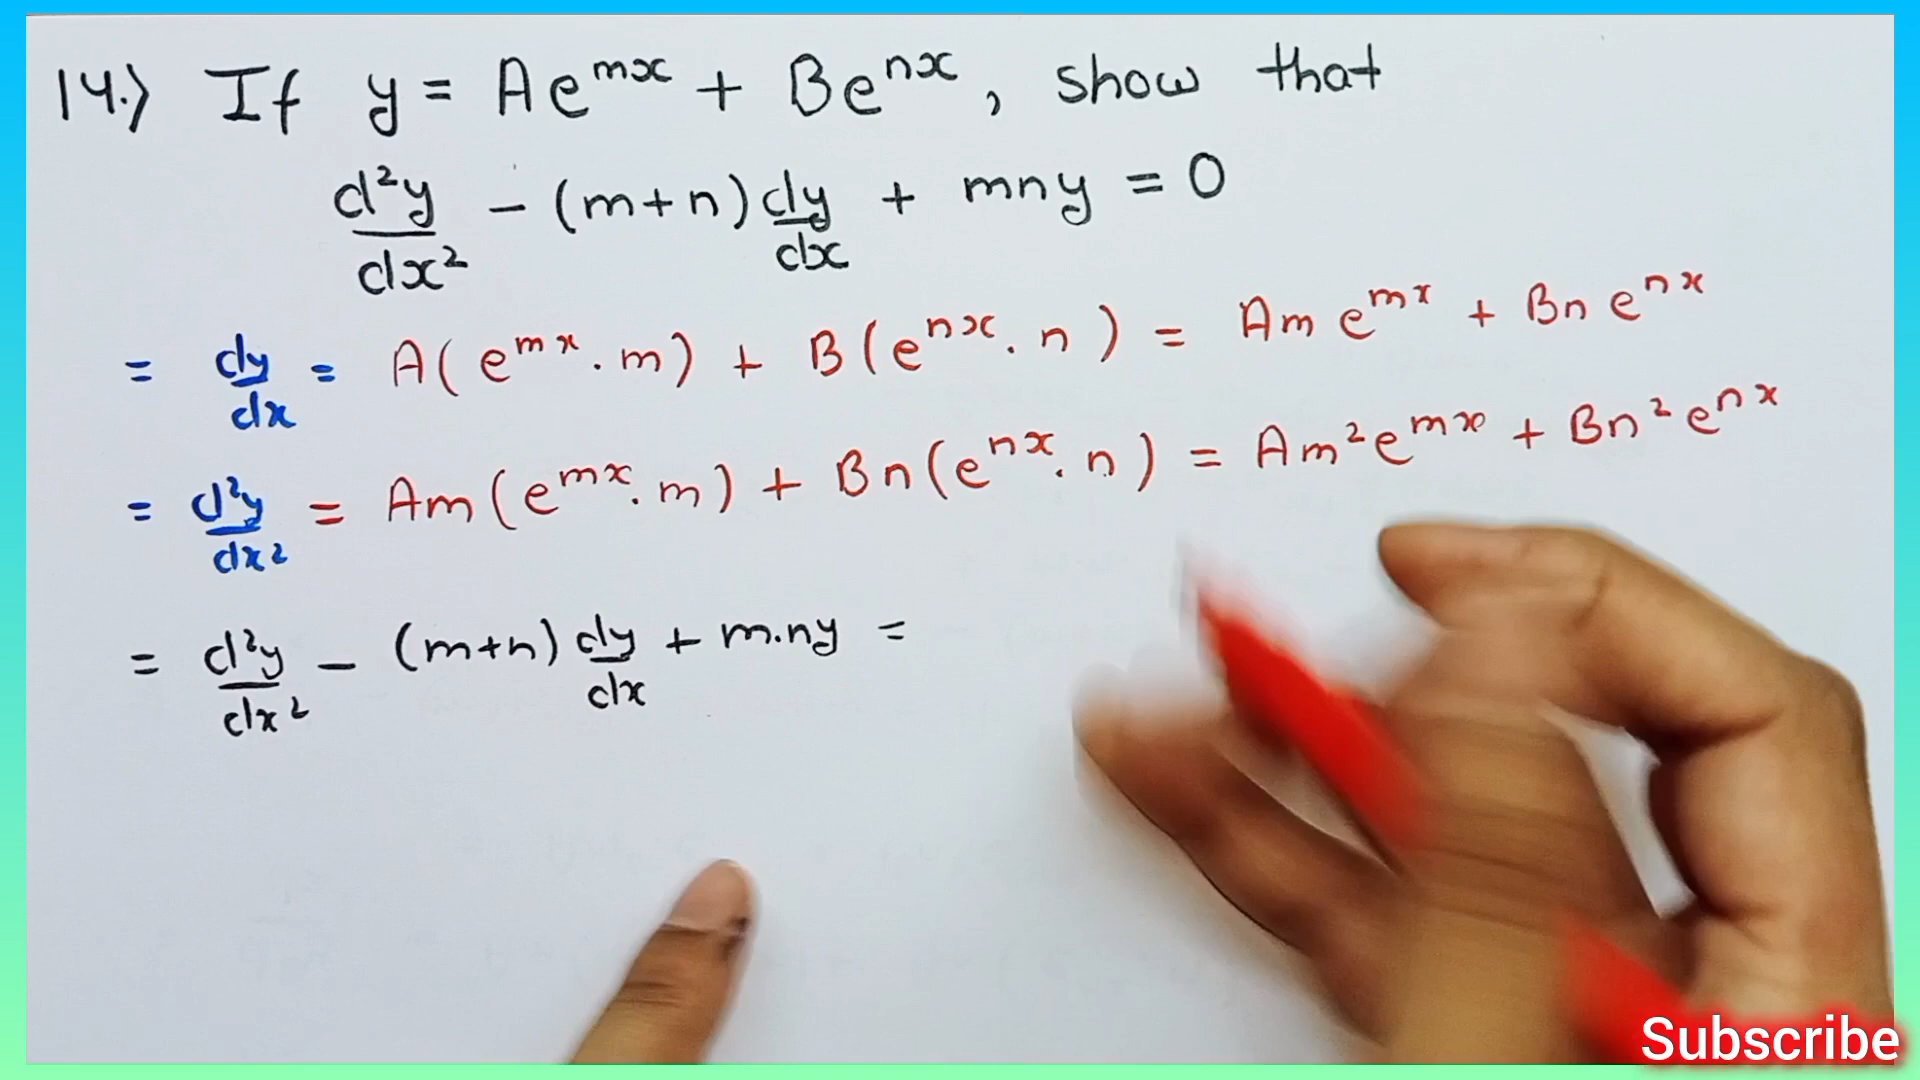 14.) If y = Ae^{mx} + Be^{nx}, show that
d²y/dx² - (m+n) dy/dx + mny = 0
= dy/dx = A(e^{mx}. m) + B(e^{nx}. n) = Am e^{mx} + Bn e^{nx}
= d²y/dx² = Am(e^{mx}. m) + Bn(e^{nx}. n) = Am²e^{mx} + Bn²e^{nx}
= d²y/dx² - (m+n) dy/dx + m.ny =
Subscribe